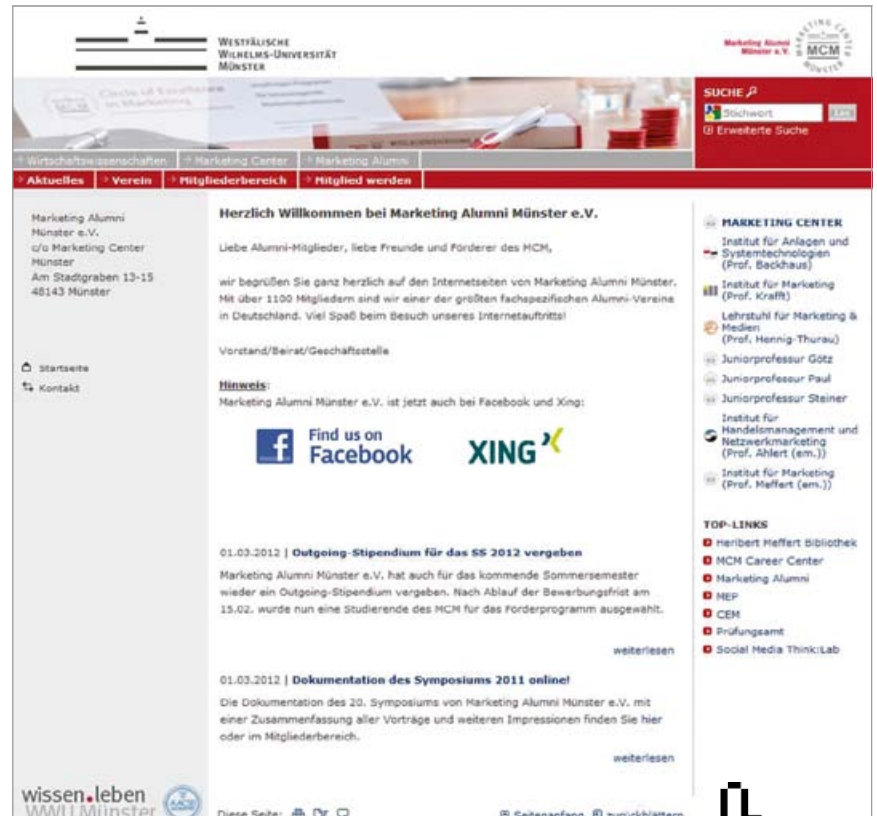 WESTFÄLISCHE
WILHELMS-UNIVERSITÄT
MÜNSTER
Marketing Alumni
Münster e.V.
MARKETING CENTER
MCM
MÜNSTER
Circle of Excellence
in Marketing
SUCHE
Stichwort
Los
Erweiterte Suche
Wirtschaftswissenschaften
Marketing Center
Marketing Alumni
Aktuelles
Verein
Mitgliederbereich
Mitglied werden
Marketing Alumni
Münster e.V.
c/o Marketing Center
Münster
Am Stadtgraben 13-15
48143 Münster
Startseite
Kontakt
Herzlich Willkommen bei Marketing Alumni Münster e.V.
Liebe Alumni-Mitglieder, liebe Freunde und Förderer des MCM,
wir begrüßen Sie ganz herzlich auf den Internetseiten von Marketing Alumni Münster.
Mit über 1100 Mitgliedern sind wir einer der größten fachspezifischen Alumni-Vereine
in Deutschland. Viel Spaß beim Besuch unseres Internetauftritts!
Vorstand/Beirat/Geschäftsstelle
Hinweis:
Marketing Alumni Münster e.V. ist jetzt auch bei Facebook und Xing:
Find us on
Facebook
XING
01.03.2012 | Outgoing-Stipendium für das SS 2012 vergeben
Marketing Alumni Münster e.V. hat auch für das kommende Sommersemester
wieder ein Outgoing-Stipendium vergeben. Nach Ablauf der Bewerbungsfrist am
15.02. wurde nun eine Studierende des MCM für das Förderprogramm ausgewählt.
weiterlesen
01.03.2012 | Dokumentation des Symposiums 2011 online!
Die Dokumentation des 20. Symposiums von Marketing Alumni Münster e.V. mit
einer Zusammenfassung aller Vorträge und weiteren Impressionen finden Sie hier
oder im Mitgliederbereich.
weiterlesen
MARKETING CENTER
Institut für Anlagen und
Systemtechnologien
(Prof. Backhaus)
Institut für Marketing
(Prof. Krafft)
Lehrstuhl für Marketing &
Medien
(Prof. Hennig-Thurau)
Juniorprofessur Götz
Juniorprofessur Paul
Juniorprofessur Steiner
Institut für
Handelsmanagement und
Netzwerkmarketing
(Prof. Ahlert (em.))
Institut für Marketing
(Prof. Meffert (em.))
TOP-LINKS
Heribert Meffert Bibliothek
MCM Career Center
Marketing Alumni
MEP
CEM
Prüfungsamt
Social Media Think:Lab
wissen.leben
WWU Münster
AACSB
Diese Seite:
Seitenanfang
zurückblättern